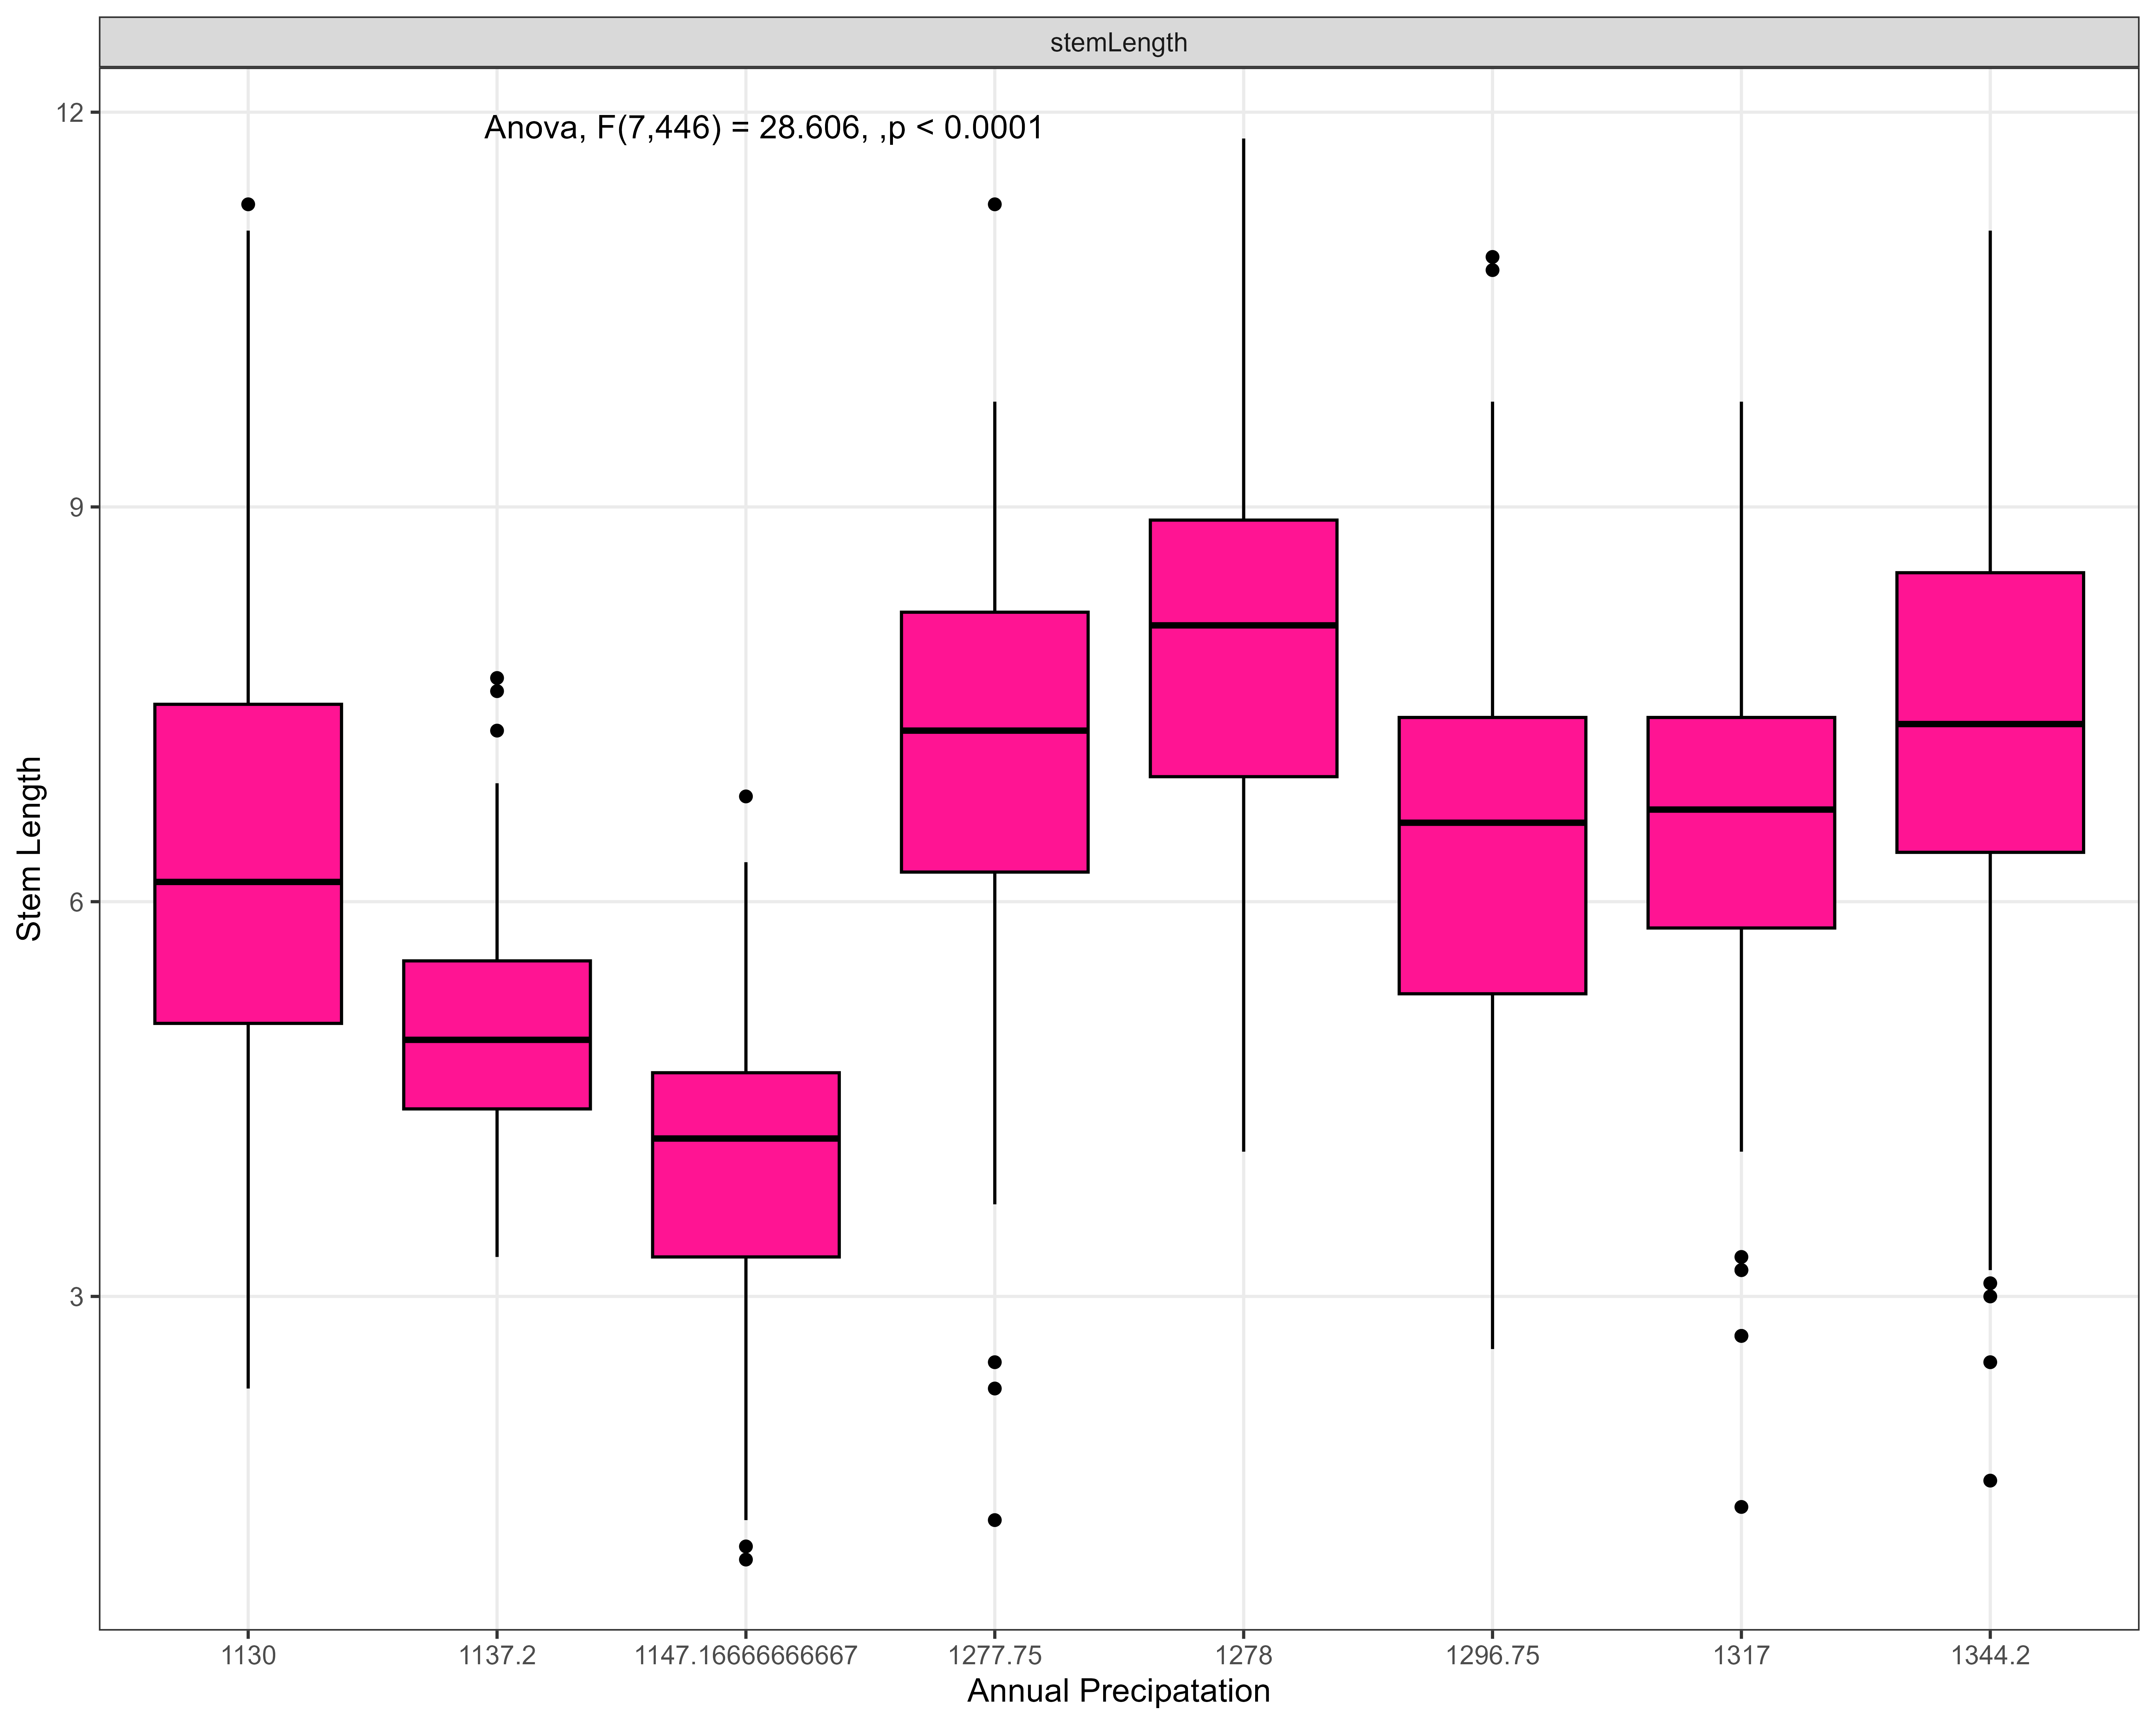 stemLength
Anova, F(7,446) = 28.606, ,p < 0.0001
12
9
6
3
Stem Length
1130 1137.2 1147.16666666667 1277.75 1278 1296.75 1317 1344.2
Annual Precipatation